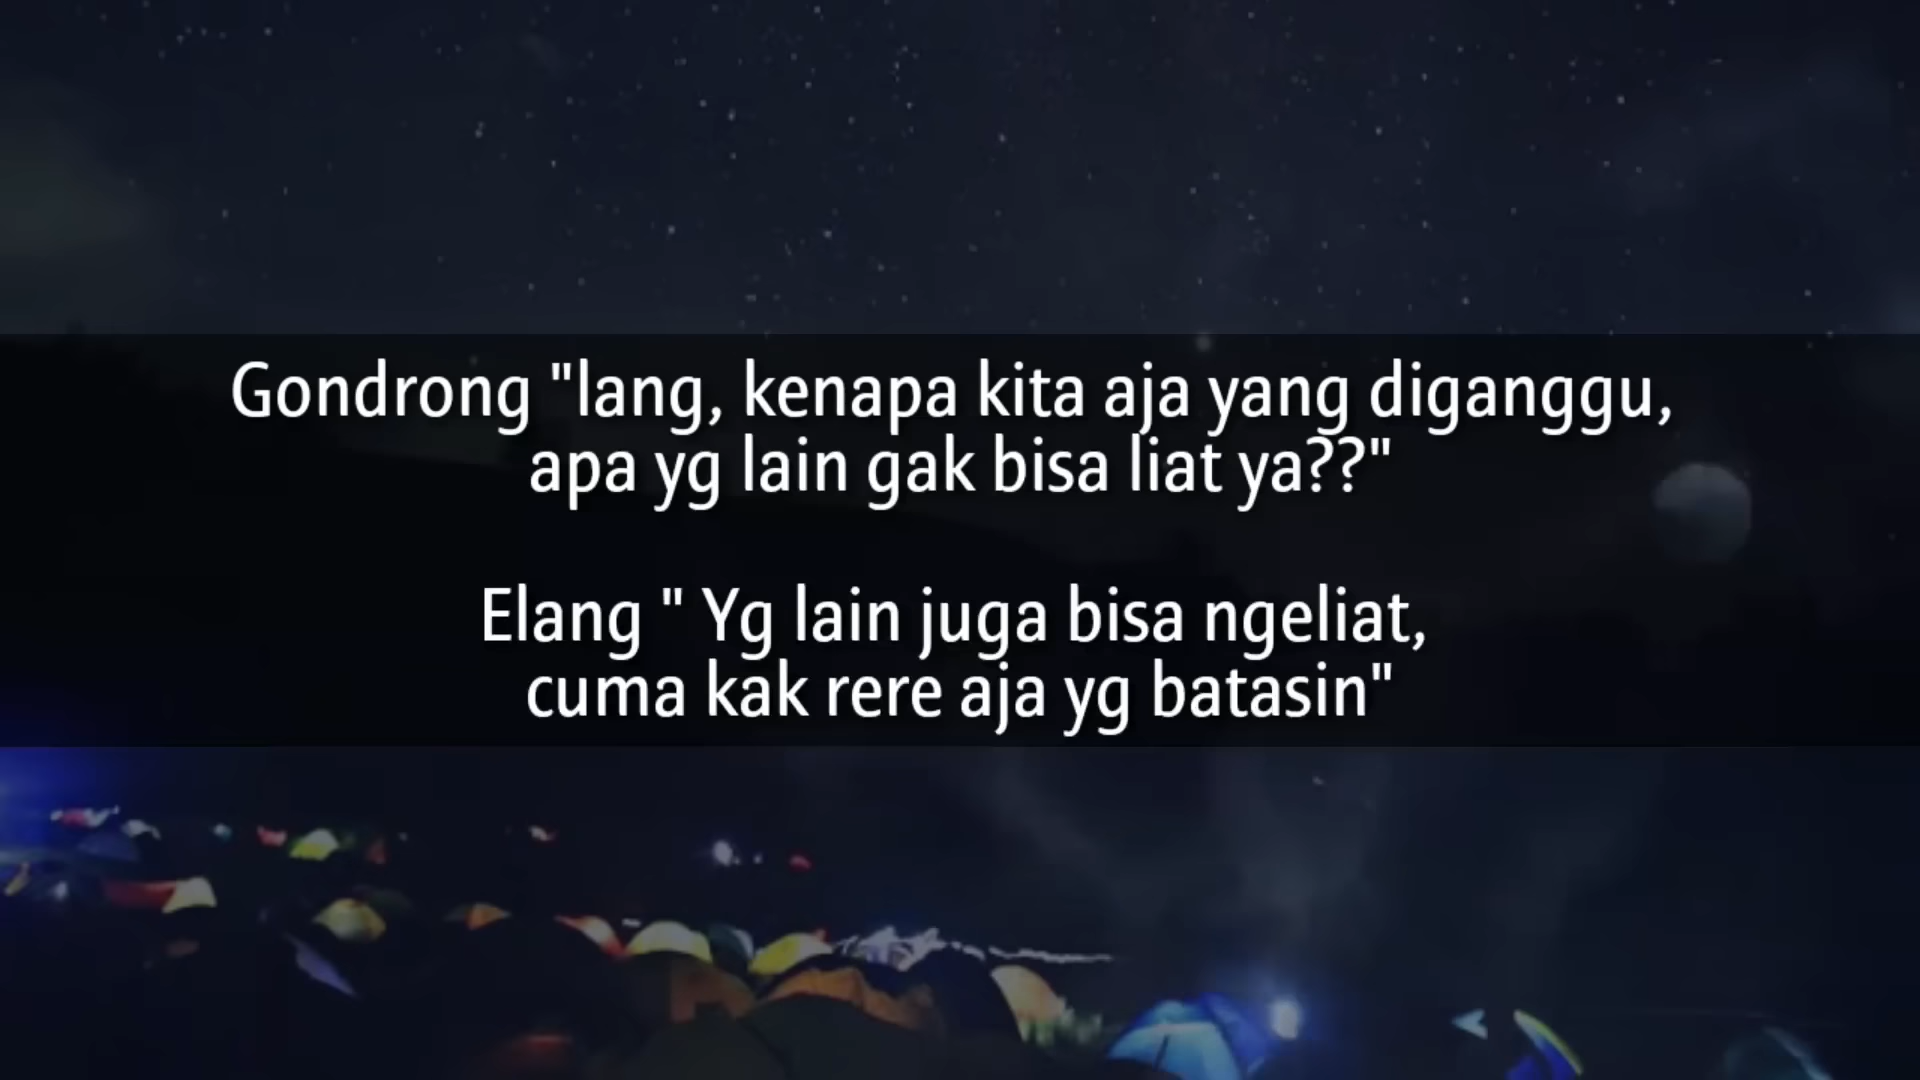 Gondrong "lang, kenapa kita aja yang diganggu,
apa yg lain gak bisa liat ya??"
Elang " Yg lain juga bisa ngeliat,
cuma kak rere aja yg batasin"